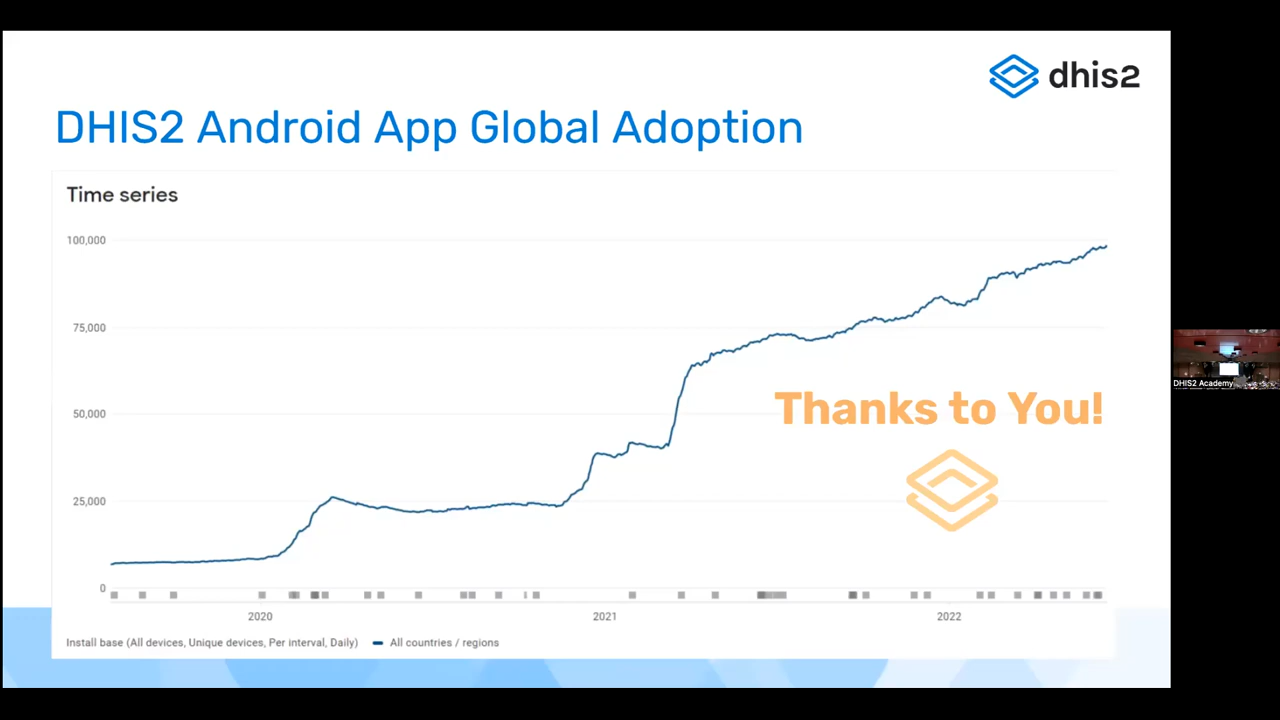 dhis2
DHIS2 Android App Global Adoption
Time series
100,000
75,000
50,000
25,000
0
Thanks to You!
2020
2021
2022
Install base (All devices, Unique devices, Per interval, Daily)
All countries / regions
DHIS2 Academy